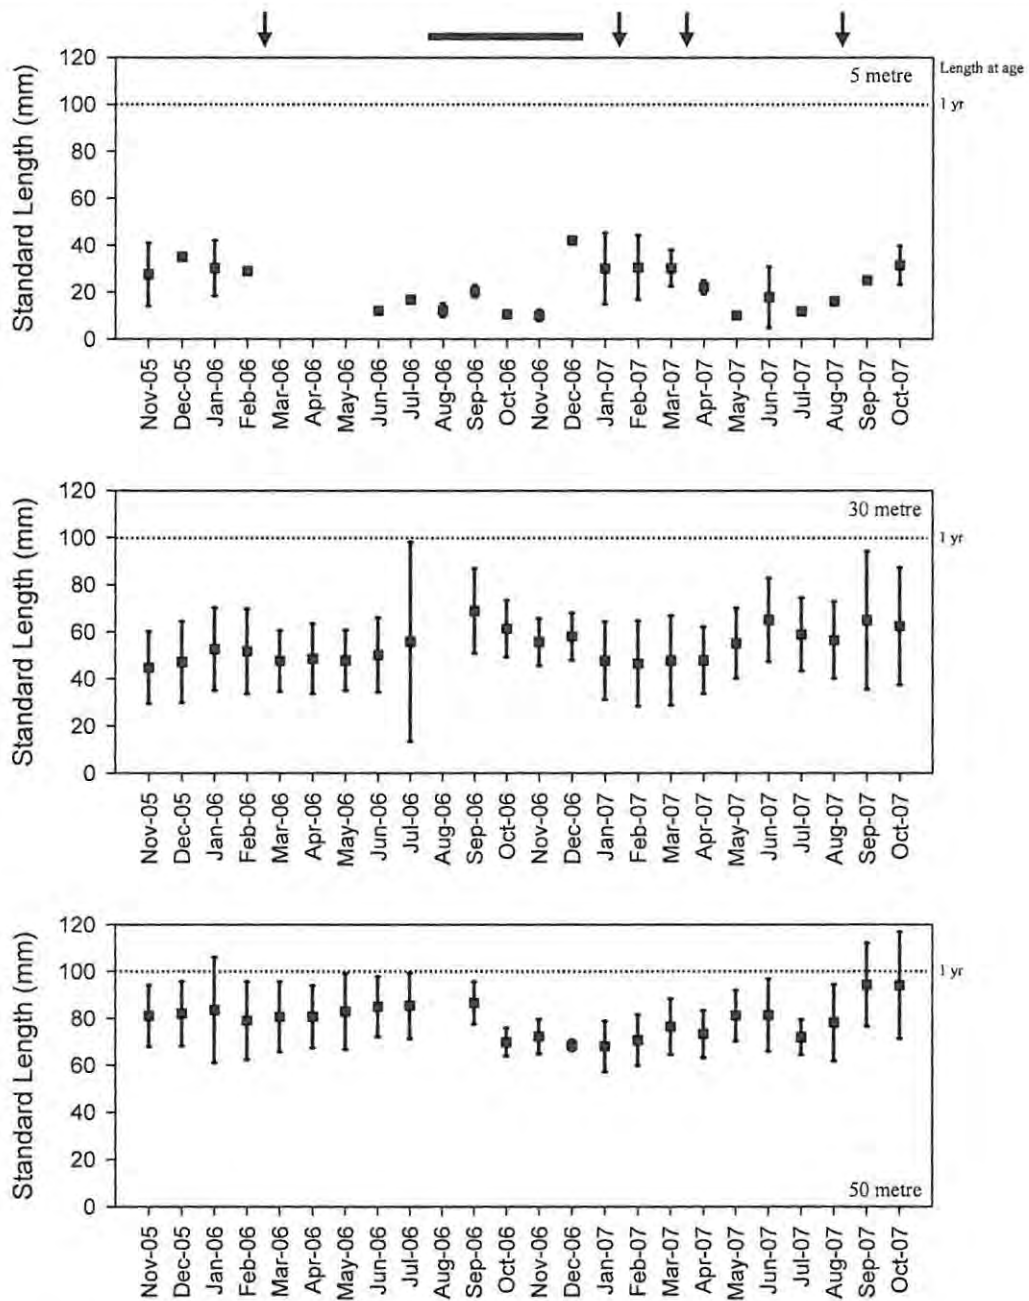 120
100
80
60
40
20
0
Standard Length (mm)
5 metre
Length at age
1 yr
Nov-05
Dec-05
Jan-06
Feb-06
Mar-06
Apr-06
May-06
Jun-06
Jul-06
Aug-06
Sep-06
Oct-06
Nov-06
Dec-06
Jan-07
Feb-07
Mar-07
Apr-07
May-07
Jun-07
Jul-07
Aug-07
Sep-07
Oct-07
120
100
80
60
40
20
0
Standard Length (mm)
30 metre
1 yr
Nov-05
Dec-05
Jan-06
Feb-06
Mar-06
Apr-06
May-06
Jun-06
Jul-06
Aug-06
Sep-06
Oct-06
Nov-06
Dec-06
Jan-07
Feb-07
Mar-07
Apr-07
May-07
Jun-07
Jul-07
Aug-07
Sep-07
Oct-07
120
100
80
60
40
20
0
Standard Length (mm)
1 yr
50 metre
Nov-05
Dec-05
Jan-06
Feb-06
Mar-06
Apr-06
May-06
Jun-06
Jul-06
Aug-06
Sep-06
Oct-06
Nov-06
Dec-06
Jan-07
Feb-07
Mar-07
Apr-07
May-07
Jun-07
Jul-07
Aug-07
Sep-07
Oct-07